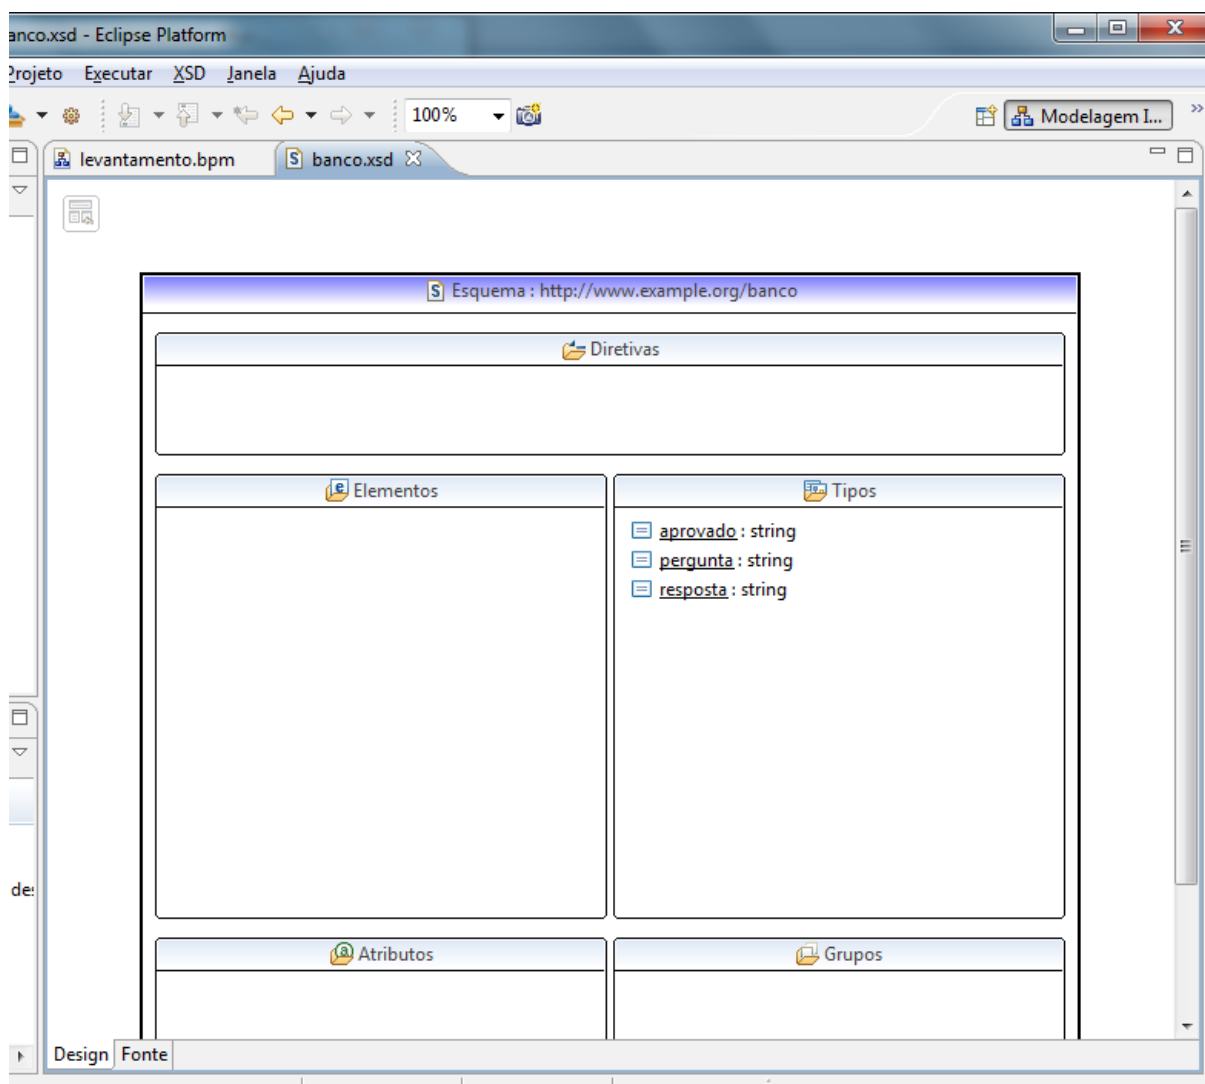 anco.xsd - Eclipse Platform
Projeto Executar XSD Janela Ajuda
100% Modelagem I... »
levantamento.bpm banco.xsd
S Esquema : http://www.example.org/banco
Diretivas
e Elementos
Tipos
aprovado : string
pergunta : string
resposta : string
de
a Atributos
Grupos
Design Fonte